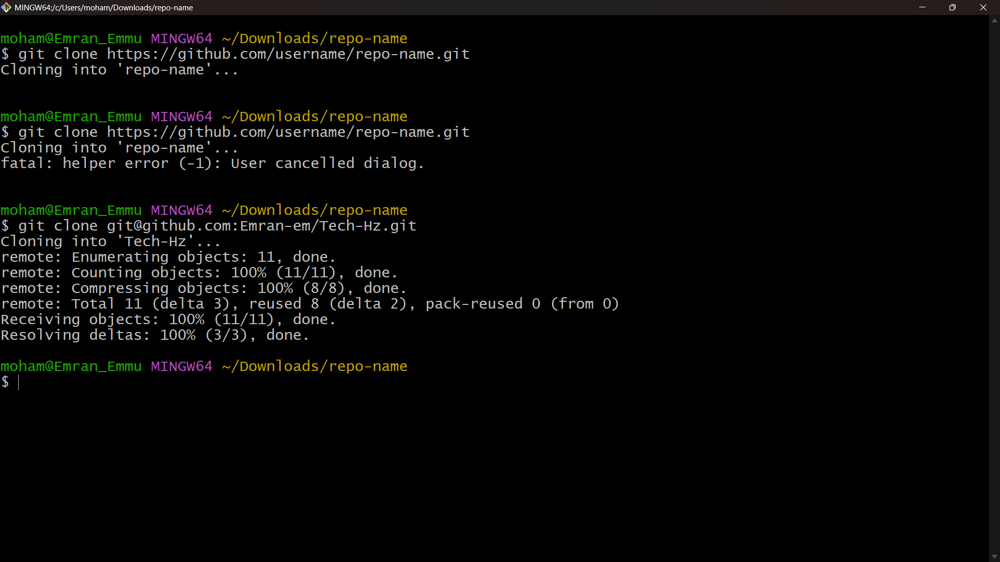 MINGW64:/c/Users/moham/Downloads/repo-name
moham@Emran_Emmu MINGW64 ~/Downloads/repo-name
$ git clone https://github.com/username/repo-name.git
Cloning into 'repo-name'...
moham@Emran_Emmu MINGW64 ~/Downloads/repo-name
$ git clone https://github.com/username/repo-name.git
Cloning into 'repo-name'...
fatal: helper error (-1): User cancelled dialog.
moham@Emran_Emmu MINGW64 ~/Downloads/repo-name
$ git clone git@github.com:Emran-em/Tech-Hz.git
Cloning into 'Tech-Hz'...
remote: Enumerating objects: 11, done.
remote: Counting objects: 100% (11/11), done.
remote: Compressing objects: 100% (8/8), done.
remote: Total 11 (delta 3), reused 8 (delta 2), pack-reused 0 (from 0)
Receiving objects: 100% (11/11), done.
Resolving deltas: 100% (3/3), done.
moham@Emran_Emmu MINGW64 ~/Downloads/repo-name
$